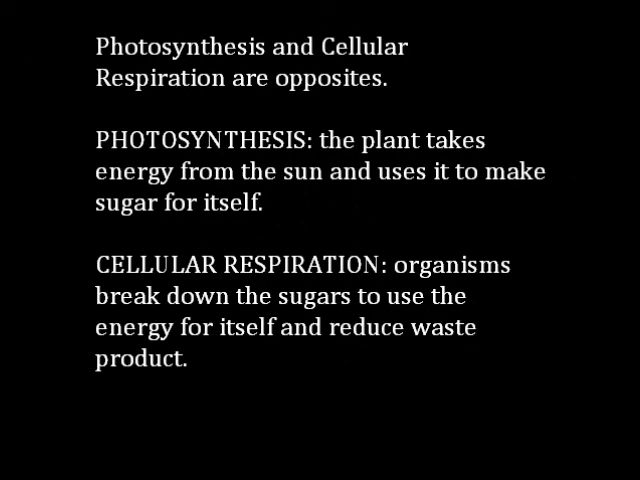 Photosynthesis and Cellular
Respiration are opposites.
PHOTOSYNTHESIS: the plant takes
energy from the sun and uses it to make
sugar for itself.
CELLULAR RESPIRATION: organisms
break down the sugars to use the
energy for itself and reduce waste
product.